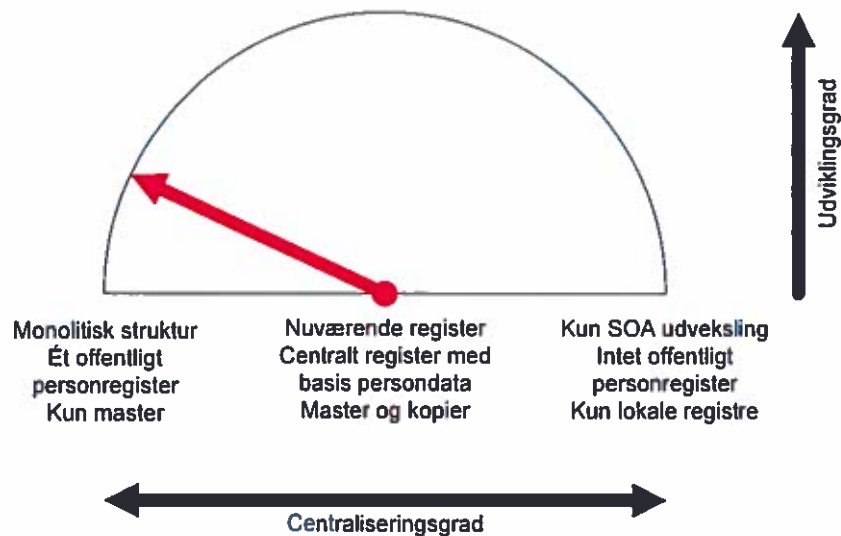 Udviklingsgrad
Monolitisk struktur
Ét offentligt
personregister
Kun master
Nuværende register
Centralt register med
basis persondata
Master og kopier
Kun SOA udveksling
Intet offentligt
personregister
Kun lokale registre
Centraliseringsgrad